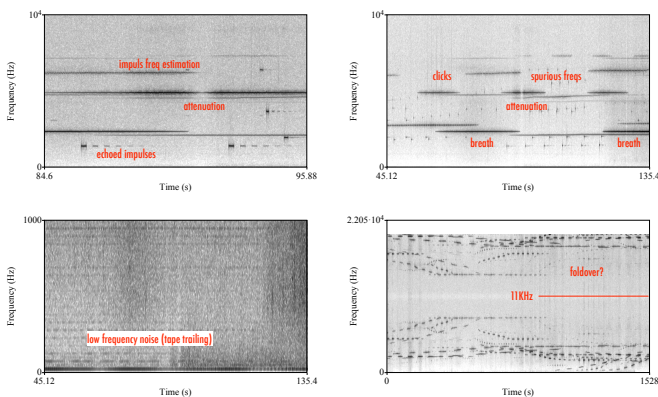 10⁴
impuls freq estimation
Frequency (Hz)
attenuation
echoed impulses
0
84.6
95.88
Time (s)
10⁴
clicks
spurious freqs
Frequency (Hz)
attenuation
breath
breath
0
45.12
135.4
Time (s)
1000
Frequency (Hz)
low frequency noise (tape trailing)
0
45.12
135.4
Time (s)
2.205·10⁴
foldover?
Frequency (Hz)
11KHz
0
0
1528
Time (s)